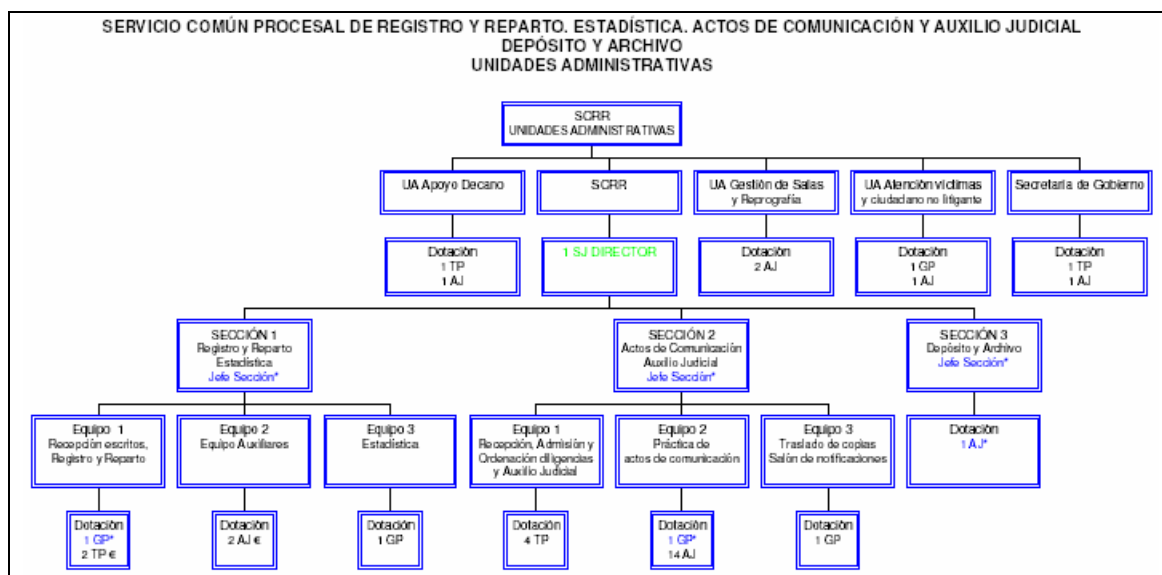 SERVICIO COMÚN PROCESAL DE REGISTRO Y REPARTO. ESTADÍSTICA. ACTOS DE COMUNICACIÓN Y AUXILIO JUDICIAL
DEPÓSITO Y ARCHIVO
UNIDADES ADMINISTRATIVAS
SCRR
UNIDADES ADMINISTRATIVAS
UA Apoyo Decano
SCRR
UA Gestión de Salas
y Reprografía
UA Atención víctimas
y ciudadano no litigante
Secretaría de Gobierno
Dotación
1 TP
1 AJ
1 SJ DIRECTOR
Dotación
2 AJ
Dotación
1 GP
1 AJ
Dotación
1 TP
1 AJ
SECCIÓN 1
Registro y Reparto
Estadística
Jefe Sección*
SECCIÓN 2
Actos de Comunicación
Auxilio Judicial
Jefe Sección*
SECCIÓN 3
Depósito y Archivo
Jefe Sección*
Equipo 1
Recepción escritos,
Registro y Reparto
Equipo 2
Equipo Auxiliares
Equipo 3
Estadística
Equipo 1
Recepción, Admisión y
Ordenación diligencias
y Auxilio Judicial
Equipo 2
Práctica de
actos de comunicación
Equipo 3
Traslado de copias
Salón de notificaciones
Dotación
1 AJ*
Dotación
1 GP*
2 TP €
Dotación
2 AJ €
Dotación
1 GP
Dotación
4 TP
Dotación
1 GP*
14 AJ
Dotación
1 GP